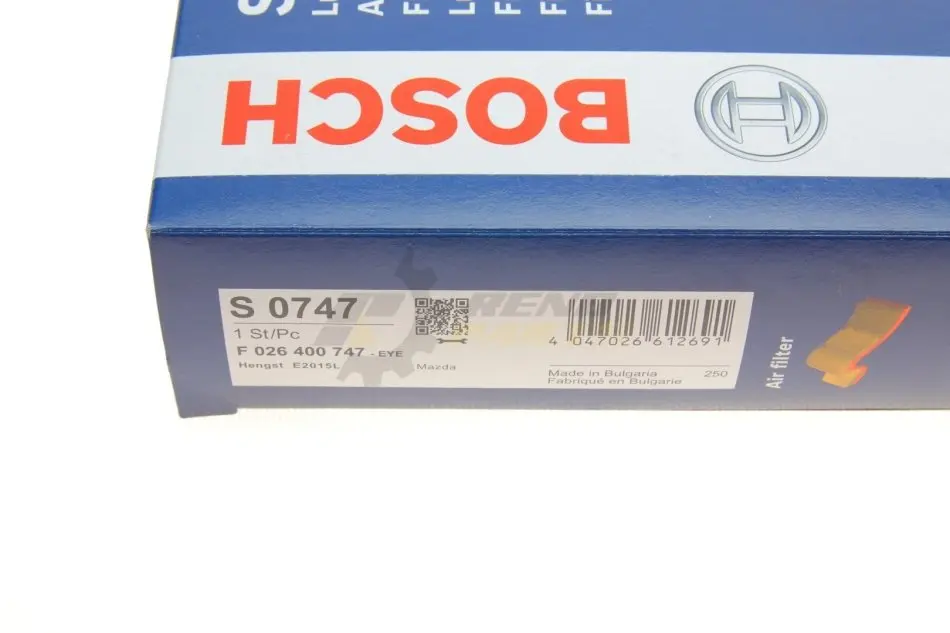 BOSCH
S 0747
1 St/Pc
F 026 400 747 - EYE
Hengst E2015L
Mazda
4 047026 612691
Made in Bulgaria
Fabriqué en Bulgarie
250
Air filter